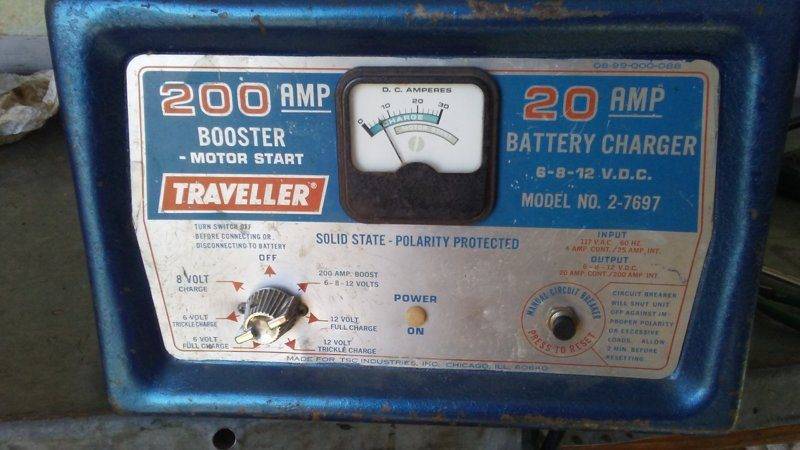 08-99-000-088
200 AMP
BOOSTER
- MOTOR START
TRAVELLER®
D. C. AMPERES
0 10 20 30
CHARGE
20 AMP
BATTERY CHARGER
6-8-12 V.D.C.
MODEL NO. 2-7697
TURN SWITCH OFF
BEFORE CONNECTING OR
DISCONNECTING TO BATTERY
SOLID STATE - POLARITY PROTECTED
INPUT
117 V.A.C. 60 HZ.
4 AMP. CONT./25 AMP. INT.
OUTPUT
6-8-12 V.D.C.
20 AMP. CONT./200 AMP. INT.
OFF
8 VOLT
CHARGE
200 AMP. BOOST
6-8-12 VOLTS
6 VOLT
TRICKLE CHARGE
12 VOLT
FULL CHARGE
6 VOLT
FULL CHARGE
12 VOLT
TRICKLE CHARGE
POWER
ON
MANUAL CIRCUIT BREAKER
PRESS TO RESET
CIRCUIT BREAKER
WILL SHUT UNIT
OFF AGAINST IM-
PROPER POLARITY
OR EXCESSIVE
LOADS. ALLOW
2 MIN. BEFORE
RESETTING.
MADE FOR TSC INDUSTRIES, INC. CHICAGO, ILL. 60640